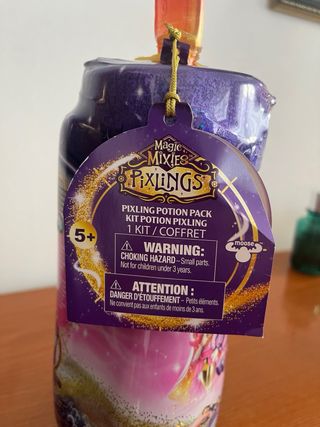 Magic
MIXIES
PIXLINGS
PIXLING POTION PACK
KIT POTION PIXLING
1 KIT / COFFRET
5+
WARNING:
CHOKING HAZARD - Small parts.
Not for children under 3 years.
moose
ATTENTION :
DANGER D'ÉTOUFFEMENT - Petits éléments.
Ne convient pas aux enfants de moins de 3 ans.